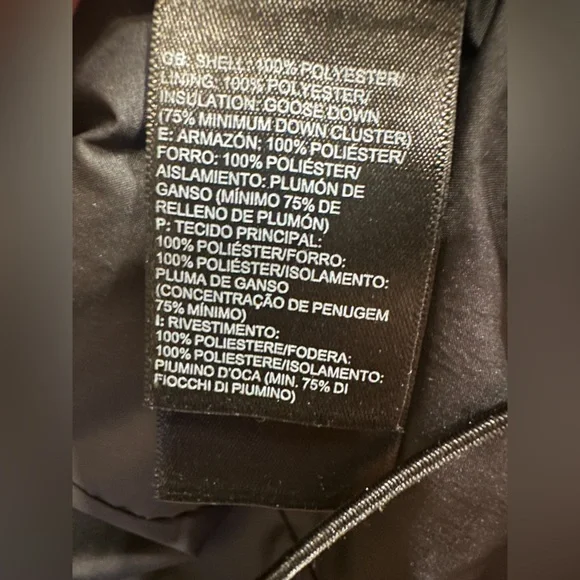 GB: SHELL: 100% POLYESTER/
LINING: 100% POLYESTER/
INSULATION: GOOSE DOWN
(75% MINIMUM DOWN CLUSTER)
E: ARMAZÓN: 100% POLIÉSTER/
FORRO: 100% POLIÉSTER/
AISLAMIENTO: PLUMÓN DE
GANSO (MÍNIMO 75% DE
RELLENO DE PLUMÓN)
P: TECIDO PRINCIPAL:
100% POLIÉSTER/FORRO:
100% POLIÉSTER/ISOLAMENTO:
PLUMA DE GANSO
(CONCENTRAÇÃO DE PENUGEM
75% MÍNIMO)
I: RIVESTIMENTO:
100% POLIESTERE/FODERA:
100% POLIESTERE/ISOLAMENTO:
PIUMINO D'OCA (MIN. 75% DI
FIOCCHI DI PIUMINO)